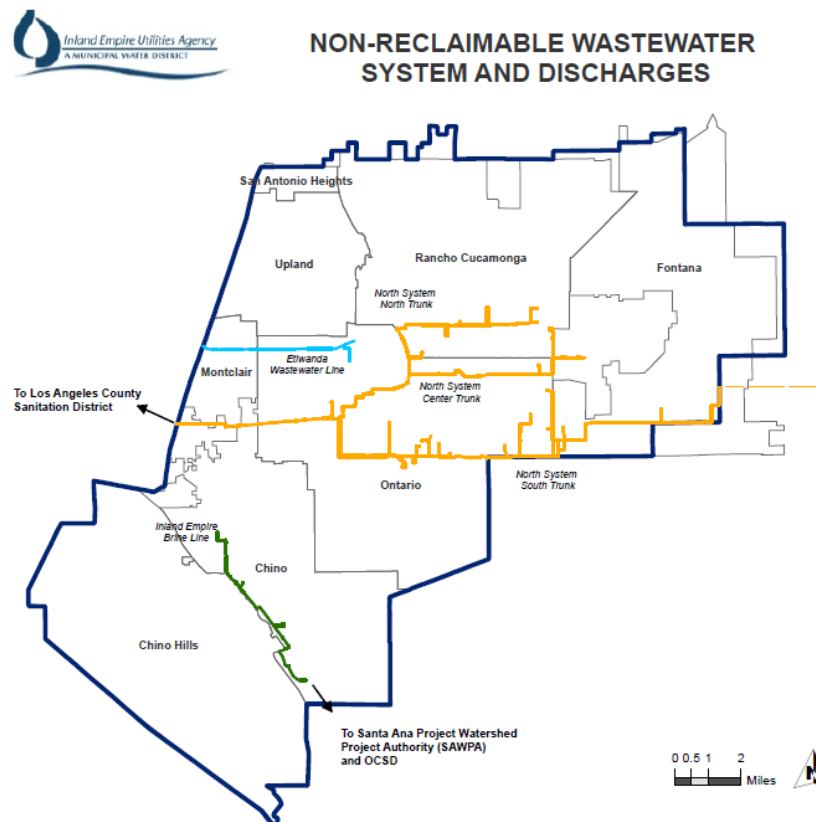 Inland Empire Utilities Agency
A MUNICIPAL WATER DISTRICT
NON-RECLAIMABLE WASTEWATER
SYSTEM AND DISCHARGES
San Antonio Heights
Upland
Rancho Cucamonga
Fontana
North System
North Trunk
Montclair
Etiwanda
Wastewater Line
To Los Angeles County
Sanitation District
North System
Center Trunk
Ontario
North System
South Trunk
Inland Empire
Brine Line
Chino
Chino Hills
To Santa Ana Project Watershed
Project Authority (SAWPA)
and OCSD
0 0.5 1 2
Miles
N